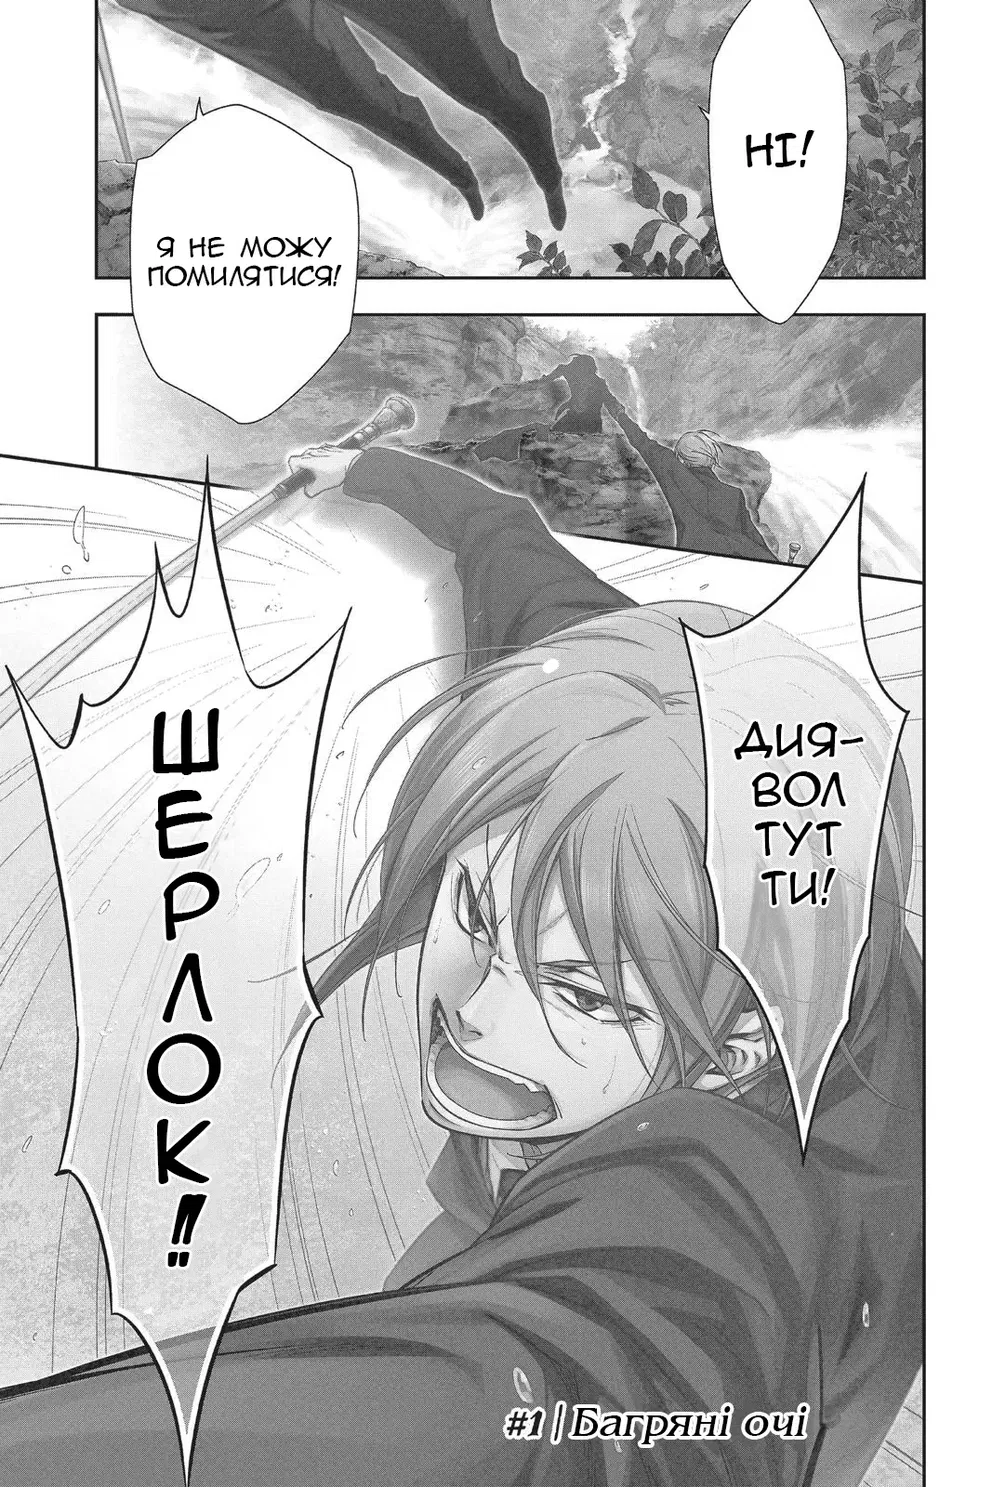 НІ!
Я НЕ МОЖУ
ПОМИЛЯТИСЯ!
ДИЯ-
ВОЛ
ТУТ
ТИ!
ШЕРЛОК!!
#1 | Багряні очі